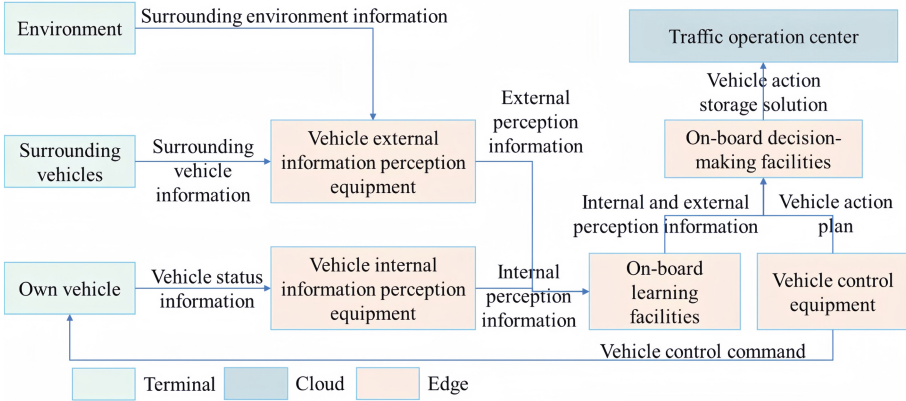 Environment
Surrounding environment information
Traffic operation center
Vehicle action
storage solution
External
perception
information
Surrounding
vehicles
Surrounding
vehicle
information
Vehicle external
information perception
equipment
On-board decision-
making facilities
Internal and external
perception information
Vehicle action
plan
Own vehicle
Vehicle status
information
Vehicle internal
information perception
equipment
Internal
perception
information
On-board
learning
facilities
Vehicle control
equipment
Vehicle control command
Terminal
Cloud
Edge